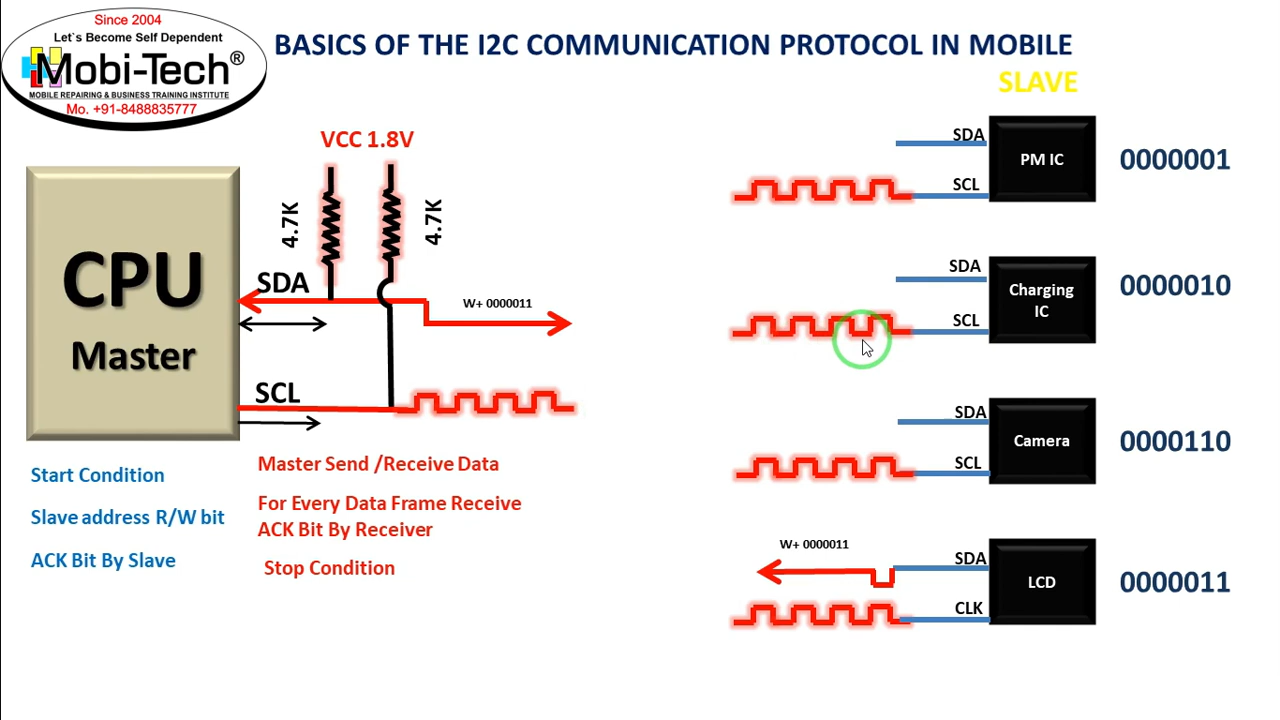 Since 2004
Let`s Become Self Dependent
Mobi-Tech®
MOBILE REPAIRING & BUSINESS TRAINING INSTITUTE
Mo. +91-8488835777
BASICS OF THE I2C COMMUNICATION PROTOCOL IN MOBILE
SLAVE
VCC 1.8V
4.7K
4.7K
CPU
Master
SDA
W+ 0000011
SCL
SDA
PM IC
0000001
SCL
SDA
Charging
IC
0000010
SCL
SDA
Camera
0000110
SCL
W+ 0000011
SDA
LCD
0000011
CLK
Start Condition
Slave address R/W bit
ACK Bit By Slave
Master Send /Receive Data
For Every Data Frame Receive
ACK Bit By Receiver
Stop Condition